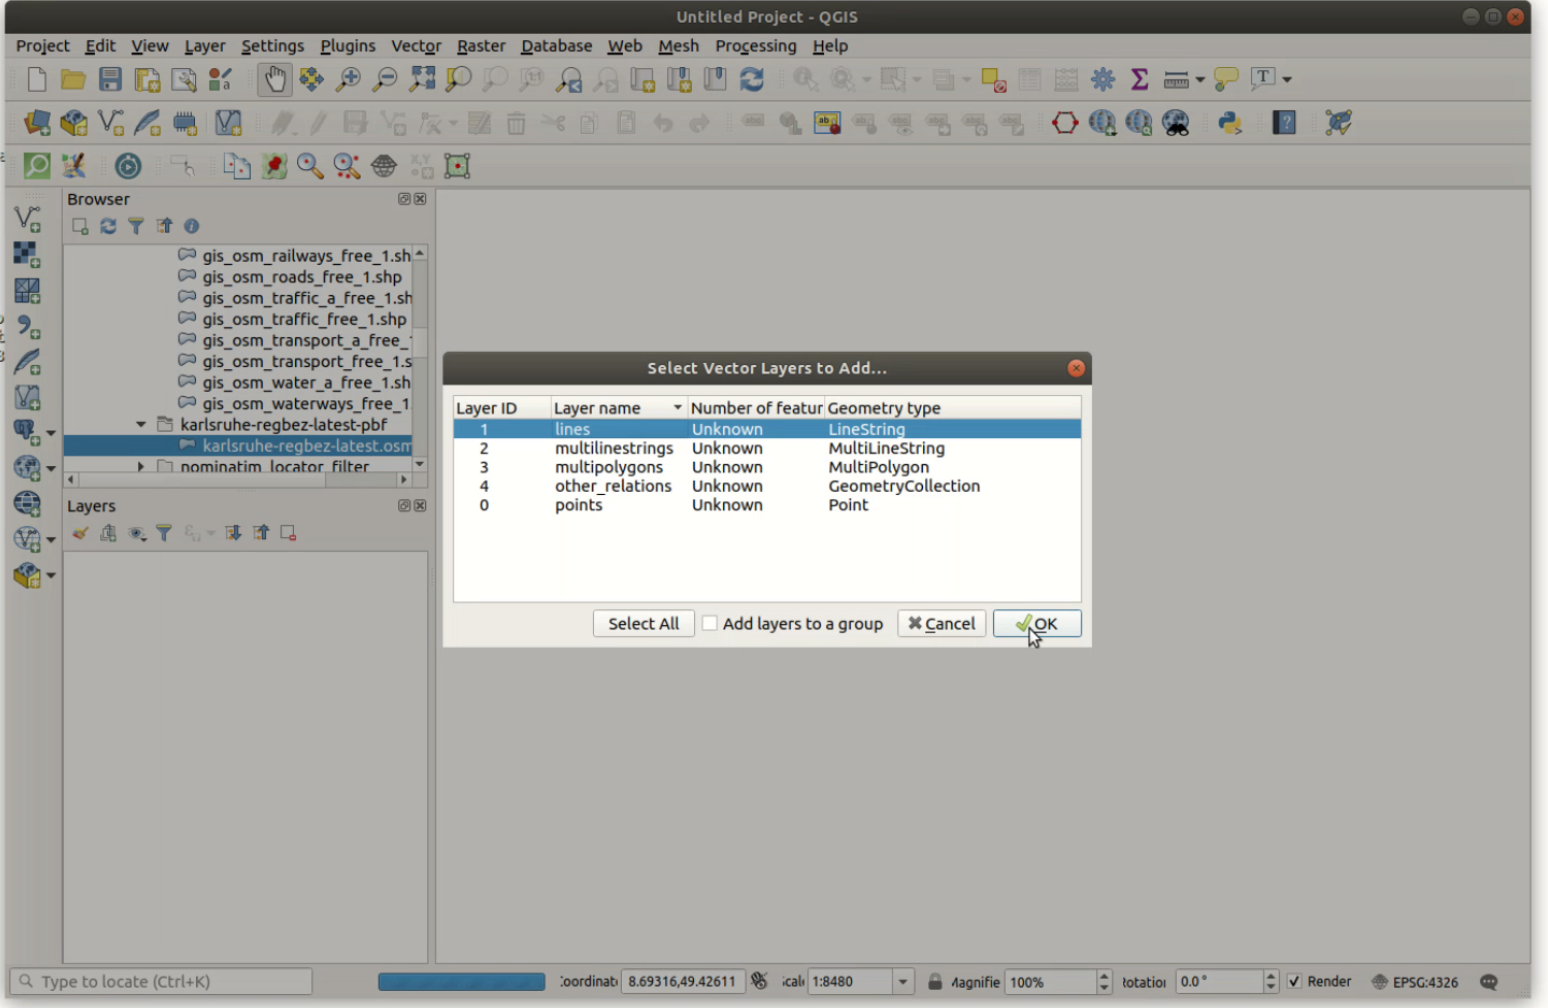 Untitled Project - QGIS
Project Edit View Layer Settings Plugins Vector Raster Database Web Mesh Processing Help
Browser
gis_osm_railways_free_1.sh
gis_osm_roads_free_1.shp
gis_osm_traffic_a_free_1.sh
gis_osm_traffic_free_1.shp
gis_osm_transport_a_free_
gis_osm_transport_free_1.s
gis_osm_water_a_free_1.sh
gis_osm_waterways_free_1
karlsruhe-regbez-latest-pbf
karlsruhe-regbez-latest.osm
nominatim_locator_filter
Layers
Select Vector Layers to Add...
Layer ID Layer name Number of featur Geometry type
1 lines Unknown LineString
2 multilinestrings Unknown MultiLineString
3 multipolygons Unknown MultiPolygon
4 other_relations Unknown GeometryCollection
0 points Unknown Point
Select All Add layers to a group Cancel OK
Type to locate (Ctrl+K) oordinat 8.69316,49.42611 cal 1:8480 Magnifie 100% otatio 0.0° Render EPSG:4326